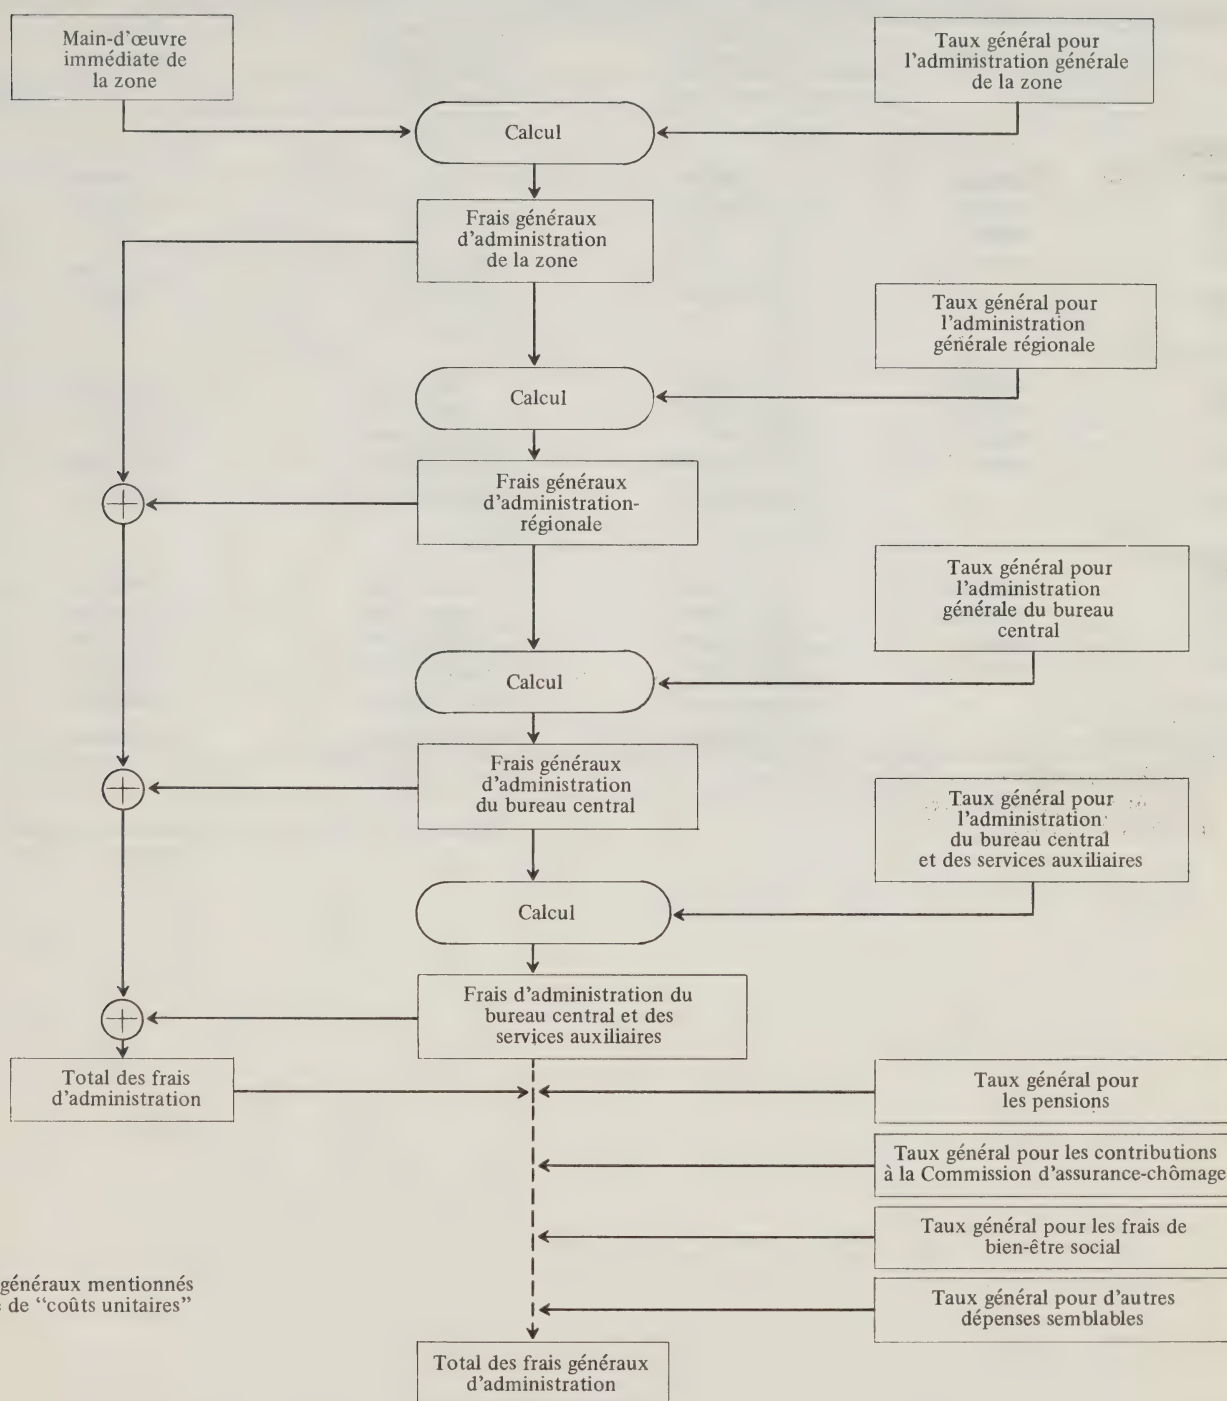 Main-d'œuvre
immédiate de
la zone
Taux général pour
l'administration générale
de la zone
Calcul
Frais généraux
d'administration
de la zone
Taux général pour
l'administration
générale régionale
Calcul
Frais généraux
d'administration-
régionale
Taux général pour
l'administration
générale du bureau
central
Calcul
Frais généraux
d'administration
du bureau central
Taux général pour
l'administration
du bureau central
et des services auxiliaires
Calcul
Frais d'administration du
bureau central et des
services auxiliaires
Total des frais
d'administration
Taux général pour
les pensions
Taux général pour les contributions
à la Commission d'assurance-chômage
Taux général pour les frais de
bien-être social
généraux mentionnés
de "coûts unitaires"
Taux général pour d'autres
dépenses semblables
Total des frais généraux
d'administration